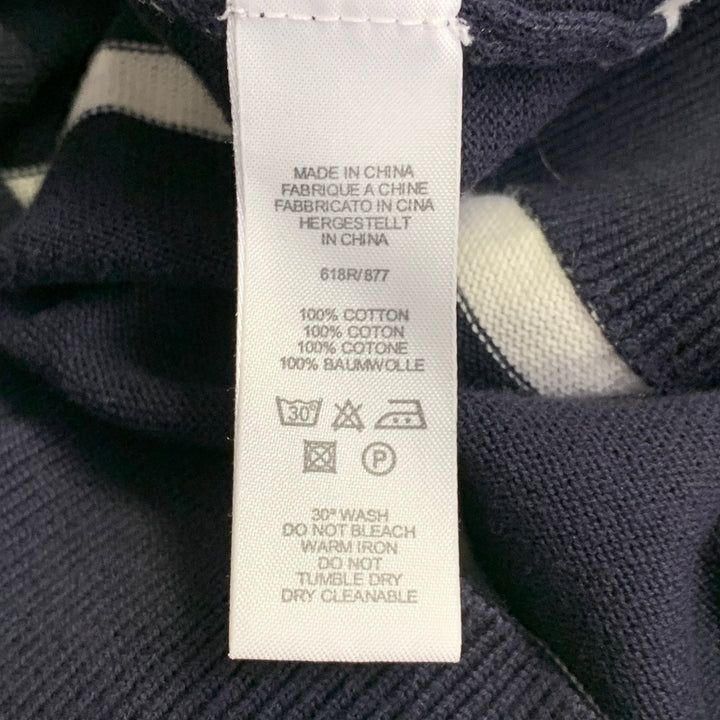 MADE IN CHINA
FABRIQUE A CHINE
FABBRICATO IN CINA
HERGESTELLT
IN CHINA
618R/877
100% COTTON
100% COTON
100% COTONE
100% BAUMWOLLE
30°
P
30° WASH
DO NOT BLEACH
WARM IRON
DO NOT
TUMBLE DRY
DRY CLEANABLE